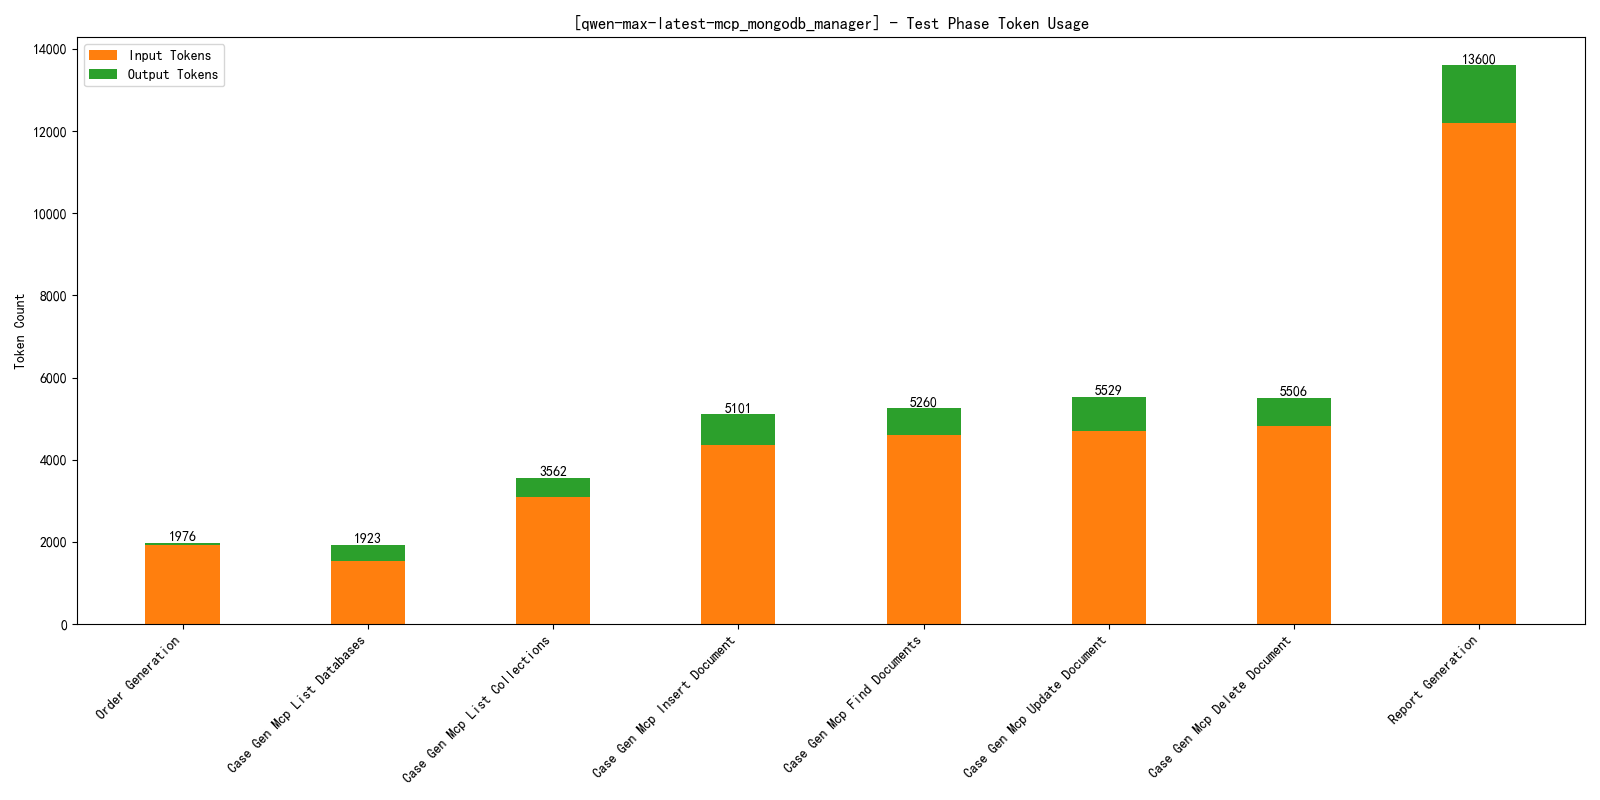 [qwen-max-latest-mcp_mongodb_manager] - Test Phase Token Usage
Input Tokens
Output Tokens
Token Count
14000
12000
10000
8000
6000
4000
2000
0
1976
1923
3562
5101
5260
5529
5506
13600
Order Generation
Case Gen Mcp List Databases
Case Gen Mcp List Collections
Case Gen Mcp Insert Document
Case Gen Mcp Find Documents
Case Gen Mcp Update Document
Case Gen Mcp Delete Document
Report Generation